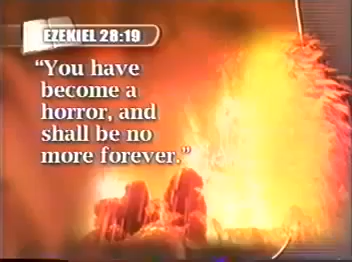 EZEKIEL 28:19
“You have
become a
horror, and
shall be no
more forever.”